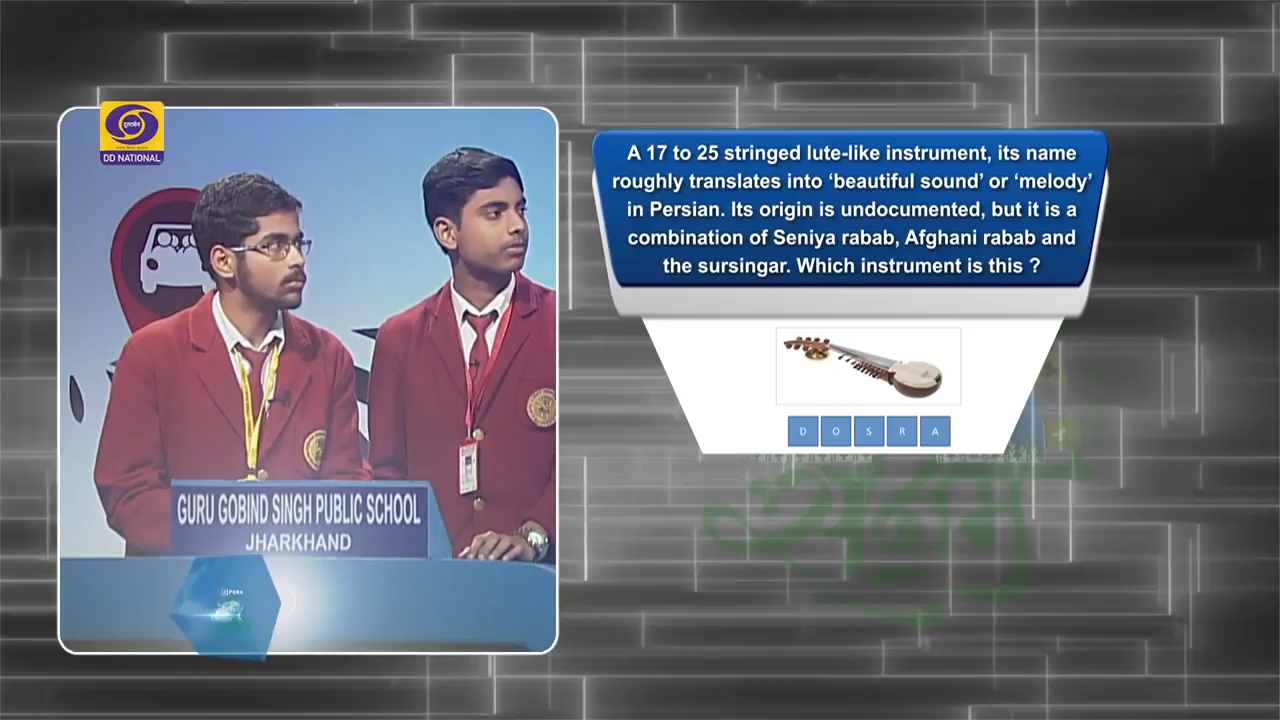 दूरदर्शन
DD NATIONAL
A 17 to 25 stringed lute-like instrument, its name
roughly translates into ‘beautiful sound’ or ‘melody’
in Persian. Its origin is undocumented, but it is a
combination of Seniya rabab, Afghani rabab and
the sursingar. Which instrument is this ?
D O S R A
GURU GOBIND SINGH PUBLIC SCHOOL
JHARKHAND